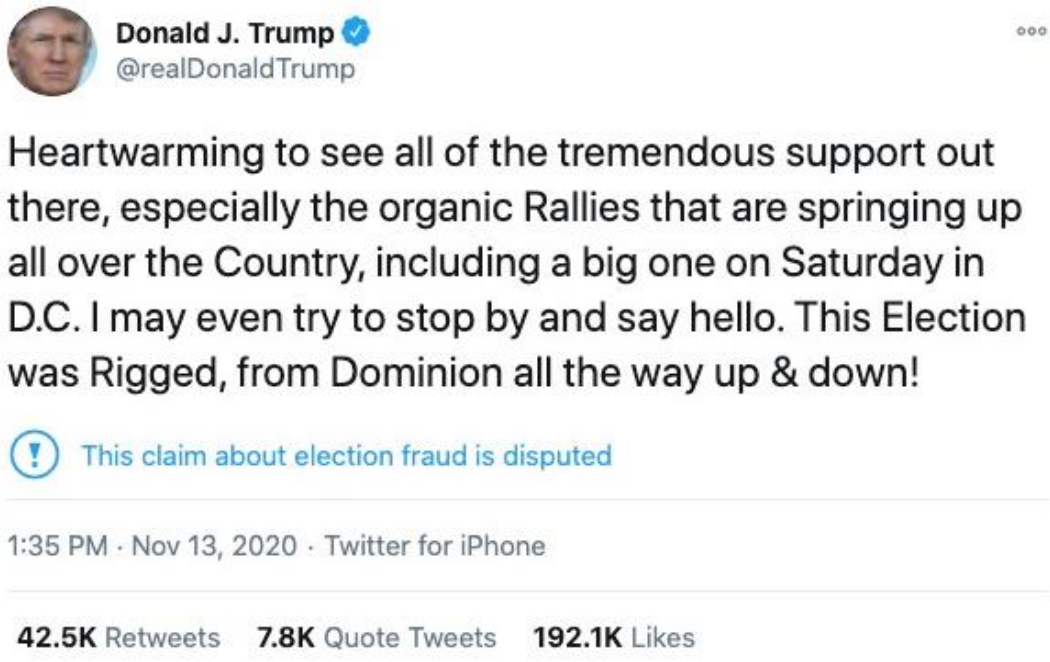 Donald J. Trump
@realDonaldTrump
Heartwarming to see all of the tremendous support out
there, especially the organic Rallies that are springing up
all over the Country, including a big one on Saturday in
D.C. I may even try to stop by and say hello. This Election
was Rigged, from Dominion all the way up & down!
This claim about election fraud is disputed
1:35 PM · Nov 13, 2020 · Twitter for iPhone
42.5K Retweets 7.8K Quote Tweets 192.1K Likes